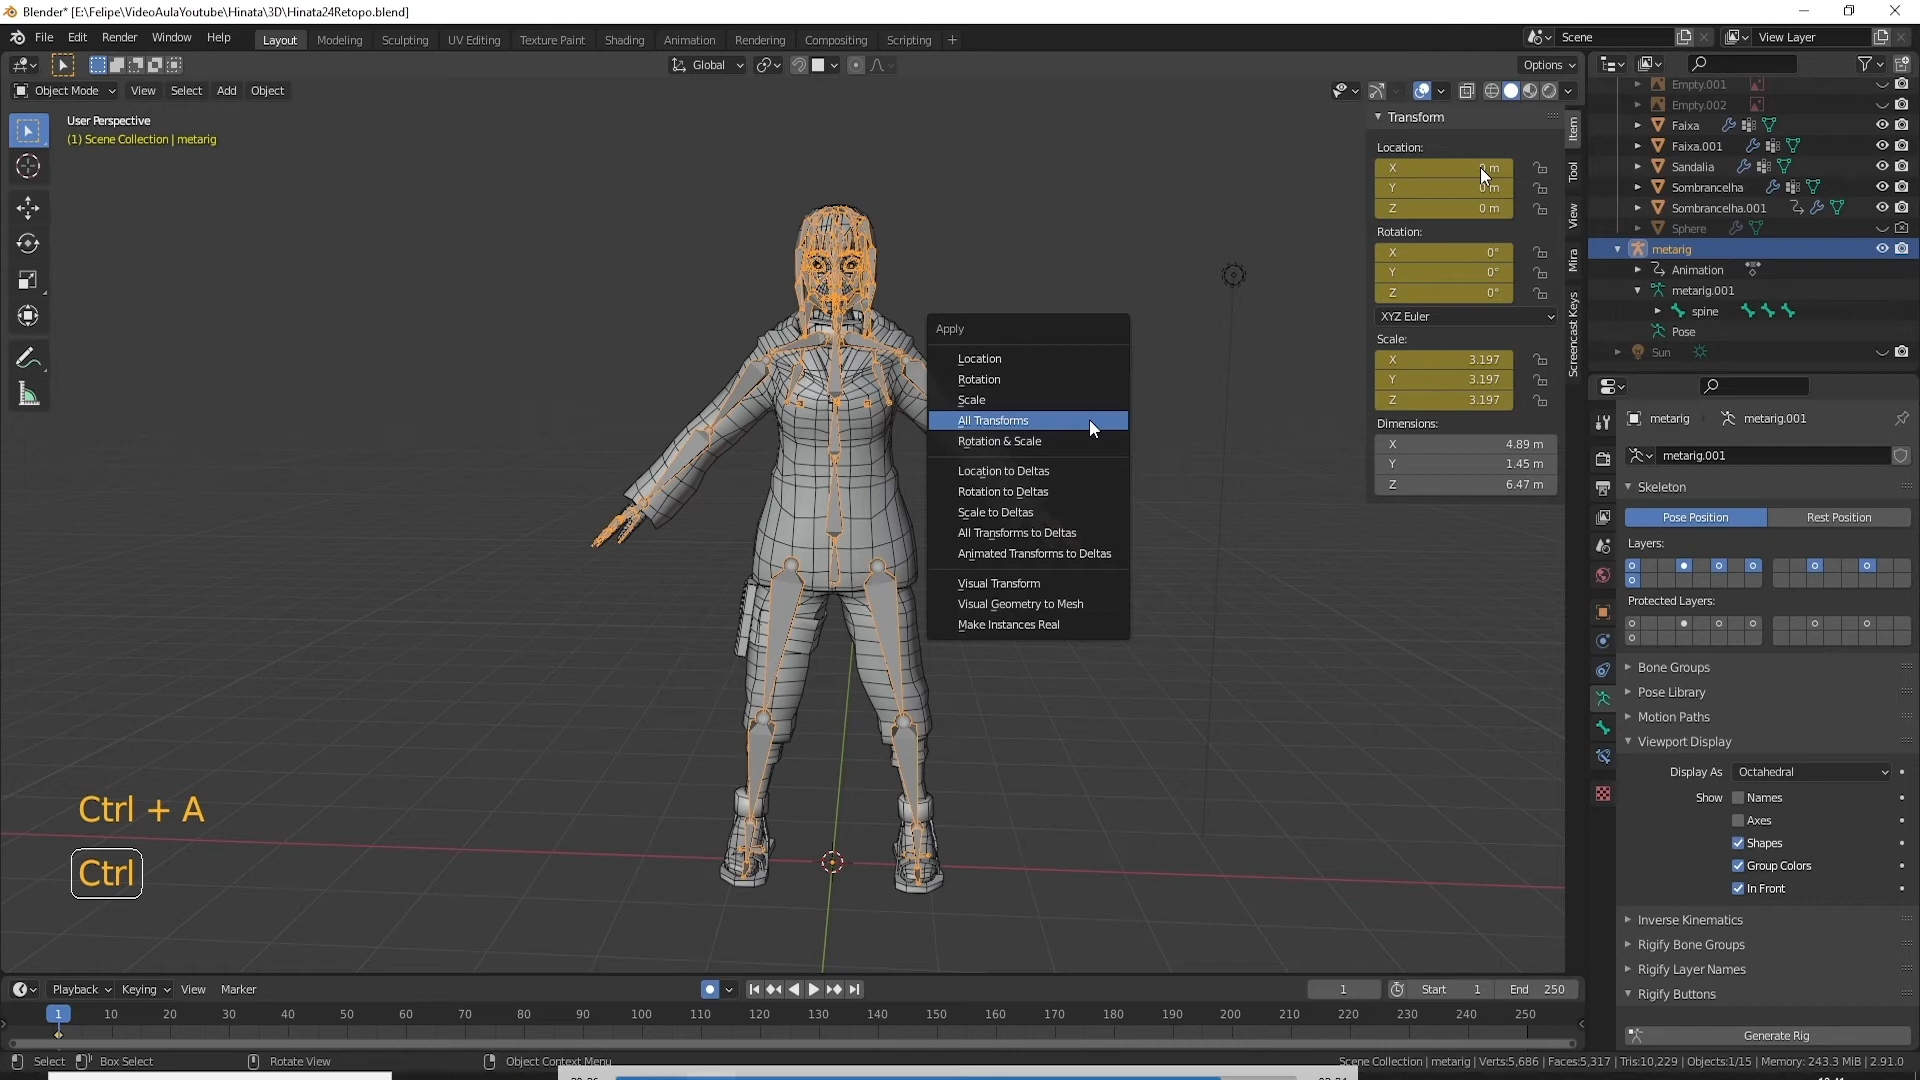 Blender* [E:\Felipe\VideoAulaYoutube\Hinata\3D\Hinata24Retopo.blend]
File Edit Render Window Help Layout Modeling Sculpting UV Editing Texture Paint Shading Animation Rendering Compositing Scripting + Scene View Layer
Global Options
Object Mode View Select Add Object
User Perspective
(1) Scene Collection | metarig
Transform
Location:
X 0 m
Y 0 m
Z 0 m
Rotation:
X 0°
Y 0°
Z 0°
XYZ Euler
Scale:
X 3.197
Y 3.197
Z 3.197
Dimensions:
X 4.89 m
Y 1.45 m
Z 6.47 m
Item
Tool
View
Mira
Screencast Keys
Empty.001
Empty.002
Faixa
Faixa.001
Sandalia
Sombrancelha
Sombrancelha.001
Sphere
metarig
Animation
metarig.001
spine
Pose
Sun
Apply
Location
Rotation
Scale
All Transforms
Rotation & Scale
Location to Deltas
Rotation to Deltas
Scale to Deltas
All Transforms to Deltas
Animated Transforms to Deltas
Visual Transform
Visual Geometry to Mesh
Make Instances Real
metarig metarig.001
metarig.001
Skeleton
Pose Position Rest Position
Layers:
Protected Layers:
Bone Groups
Pose Library
Motion Paths
Viewport Display
Display As Octahedral
Show Names
Axes
Shapes
Group Colors
In Front
Inverse Kinematics
Rigify Bone Groups
Rigify Layer Names
Rigify Buttons
Generate Rig
Ctrl + A
Ctrl
Playback Keying View Marker 1 Start 1 End 250
1 10 20 30 40 50 60 70 80 90 100 110 120 130 140 150 160 170 180 190 200 210 220 230 240 250
Select Box Select Rotate View Object Context Menu Scene Collection | metarig | Verts:5,686 | Faces:5,317 | Tris:10,229 | Objects:1/15 | Memory: 243.3 MiB | 2.91.0